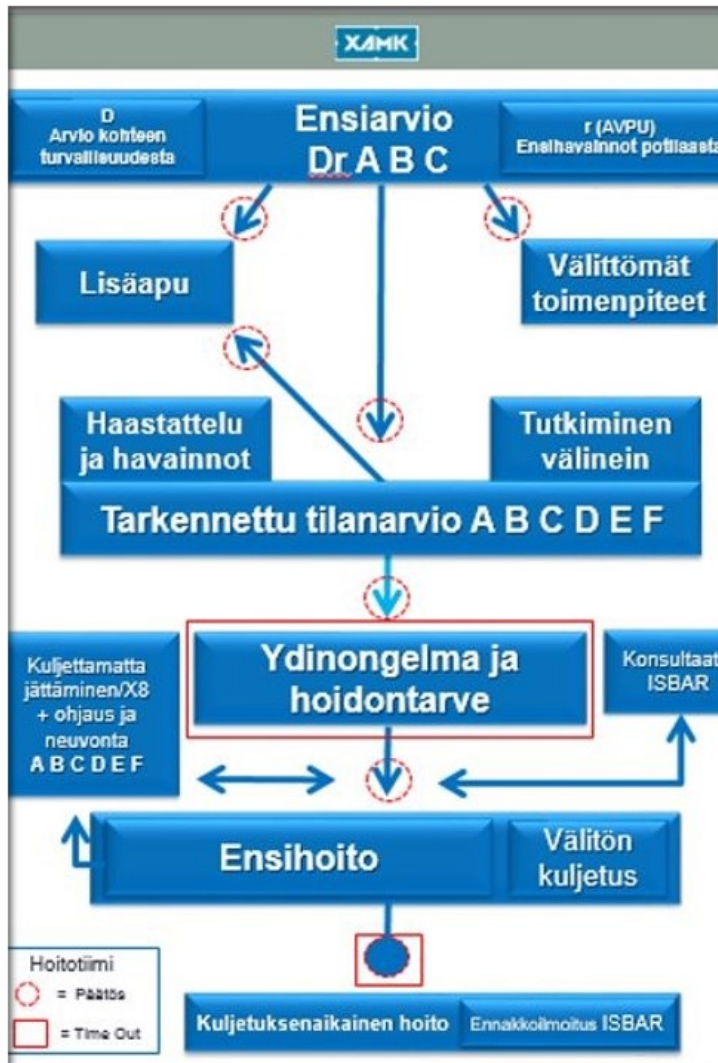 XAMK
D
Arvio kohteen
turvallisuudesta
Ensiarvio
Dr A B C
r (AVPU)
Ensihavainnot potilaasta
Lisäapu
Välittömät
toimenpiteet
Haastattelu
ja havainnot
Tutkiminen
välinein
Tarkennettu tilanarvio A B C D E F
Kuljettamatta
jättäminen/X8
+ ohjaus ja
neuvonta
A B C D E F
Ydinongelma ja
hoidontarve
Konsultaat
ISBAR
Ensihoito
Välitön
kuljetus
Hoitotiimi
= Päätös
= Time Out
Kuljetuksenaikainen hoito
Ennakkoilmoitus ISBAR